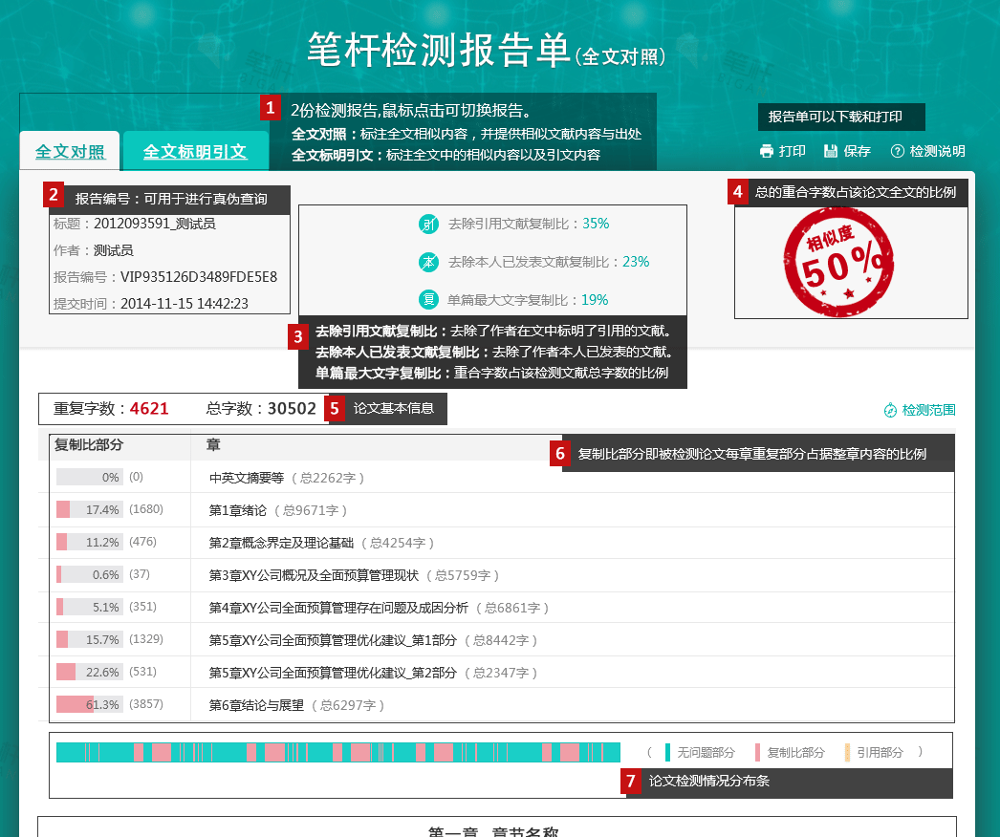 笔杆检测报告单(全文对照)
1 2份检测报告,鼠标点击可切换报告。
全文对照：标注全文相似内容，并提供相似文献内容与出处
全文标明引文：标注全文中的相似内容以及引文内容
报告单可以下载和打印
全文对照 全文标明引文
打印 保存 ? 检测说明
2 报告编号：可用于进行真伪查询
标题：2012093591_测试员
作者：测试员
报告编号：VIP935126D3489FDE5E8
提交时间：2014-11-15 14:42:23
引 去除引用文献复制比：35%
本 去除本人已发表文献复制比：23%
复 单篇最大文字复制比：19%
3 去除引用文献复制比：去除了作者在文中标明了引用的文献。
去除本人已发表文献复制比：去除了作者本人已发表的文献。
单篇最大文字复制比：重合字数占该检测文献总字数的比例
4 总的重合字数占该论文全文的比例
相似度
50%
重复字数：4621 总字数：30502 5 论文基本信息
检测范围
复制比部分 章
6 复制比部分即被检测论文每章重复部分占据整章内容的比例
0% (0) 中英文摘要等 ( 总2262字 )
17.4% (1680) 第1章绪论 ( 总9671字 )
11.2% (476) 第2章概念界定及理论基础 ( 总4254字 )
0.6% (37) 第3章XY公司概况及全面预算管理现状 ( 总5759字 )
5.1% (351) 第4章XY公司全面预算管理存在问题及成因分析 ( 总6861字 )
15.7% (1329) 第5章XY公司全面预算管理优化建议_第1部分 ( 总8442字 )
22.6% (531) 第5章XY公司全面预算管理优化建议_第2部分 ( 总2347字 )
61.3% (3857) 第6章结论与展望 ( 总6297字 )
( 无问题部分 复制比部分 引用部分 )
7 论文检测情况分布条
第一章 章节名称